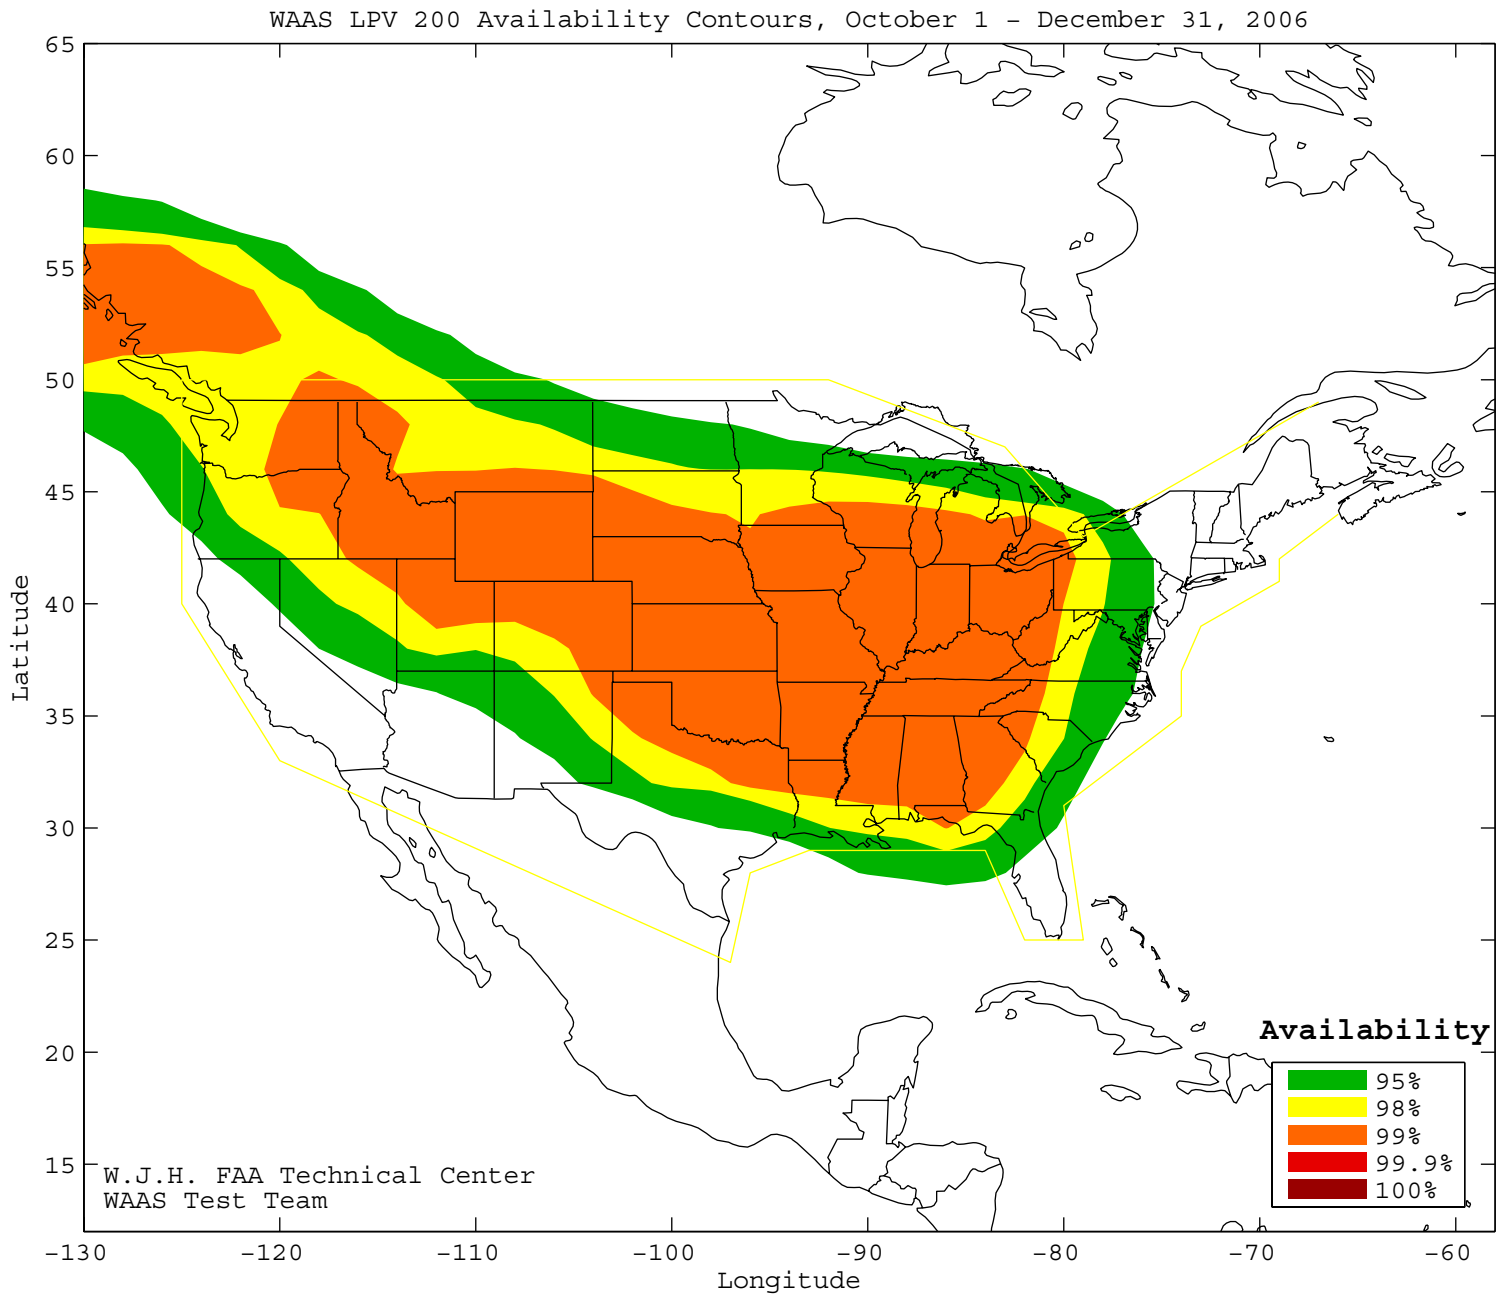 WAAS LPV 200 Availability Contours, October 1 - December 31, 2006
65
60
55
50
45
40
35
30
25
20
15
Latitude
Availability
95%
98%
99%
99.9%
100%
W.J.H. FAA Technical Center
WAAS Test Team
-130 -120 -110 -100 -90 -80 -70 -60
Longitude